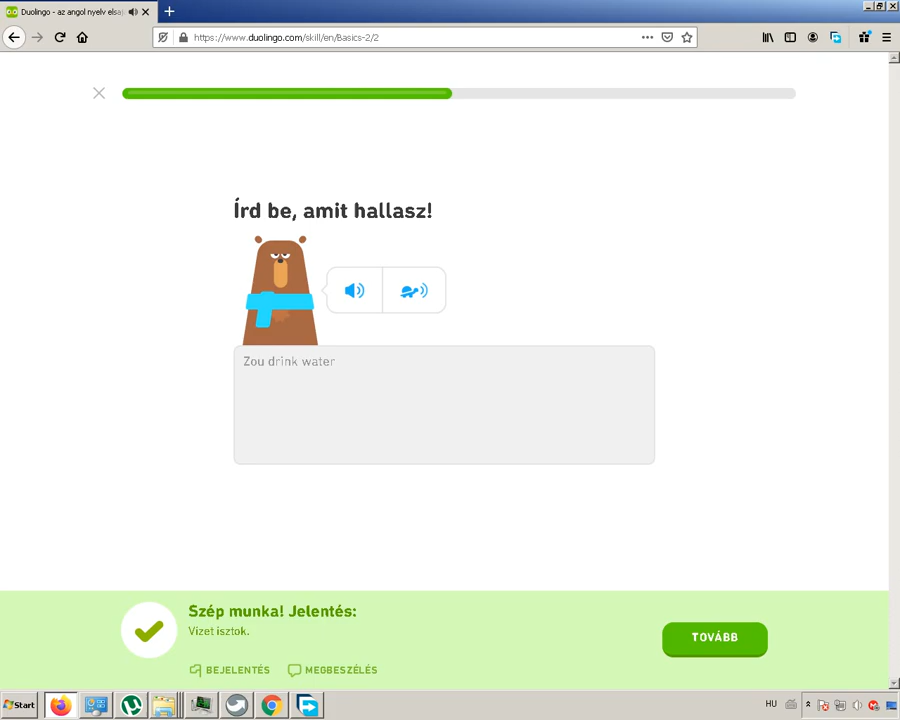 Duolingo - az angol nyelv elsaj
https://www.duolingo.com/skill/en/Basics-2/2
Írd be, amit hallasz!
Zou drink water
Szép munka! Jelentés:
Vizet isztok.
BEJELENTÉS MEGBESZÉLÉS
TOVÁBB
Start
HU